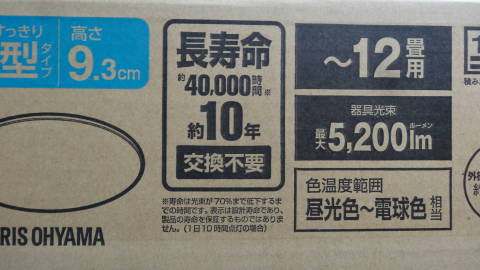 すっきり
型タイプ
高さ
9.3cm
長寿命
約40,000時間※
約10年
交換不要
※寿命は光束が70%まで低下するま
での時間です。表示は設計寿命であり、
製品の寿命を保証するものではありま
せん。(1日10時間点灯の場合)
〜12畳用
器具光束
最大5,200lmルーメン
色温度範囲
昼光色〜電球色相当
RIS OHYAMA